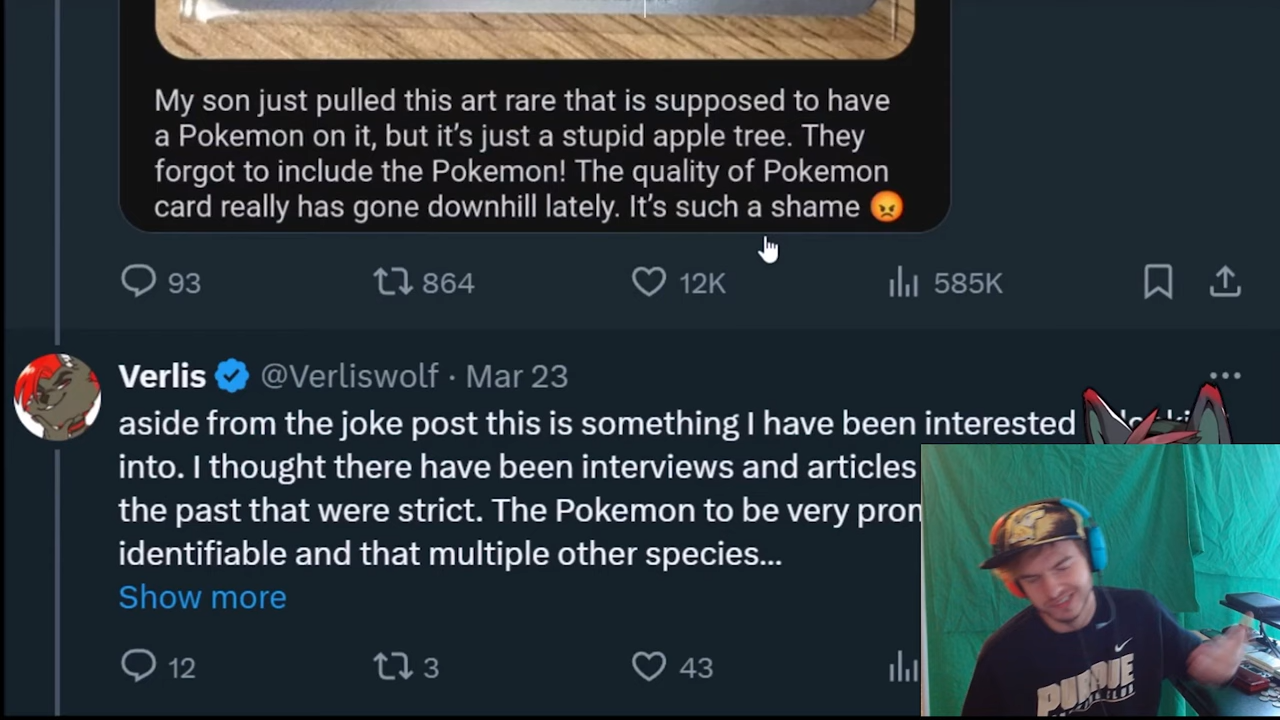 My son just pulled this art rare that is supposed to have
a Pokemon on it, but it’s just a stupid apple tree. They
forgot to include the Pokemon! The quality of Pokemon
card really has gone downhill lately. It’s such a shame 😡
93 864 12K 585K
Verlis @Verliswolf · Mar 23
aside from the joke post this is something I have been interested
into. I thought there have been interviews and articles
the past that were strict. The Pokemon to be very
identifiable and that multiple other species...
Show more
12 3 43
PURDUE